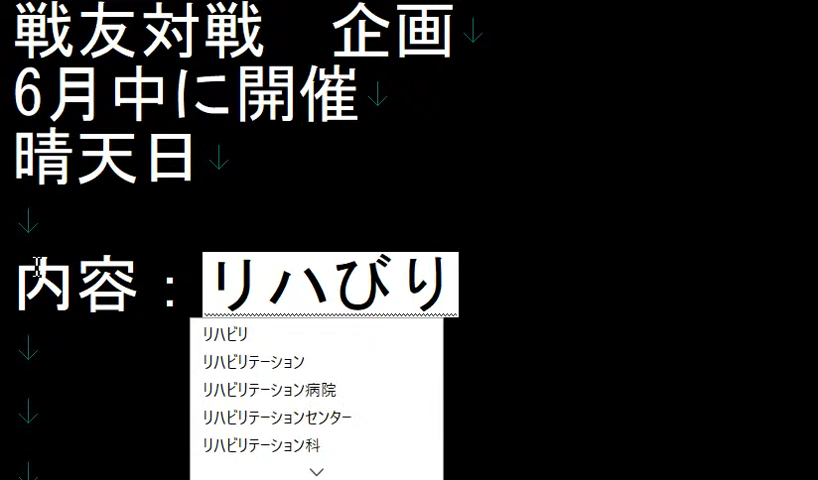 戦友対戦　企画↓
6月中に開催↓
晴天日↓
↓
内容：リハびり
リハビリ
リハビリテーション
リハビリテーション病院
リハビリテーションセンター
リハビリテーション科
↓
↓
↓